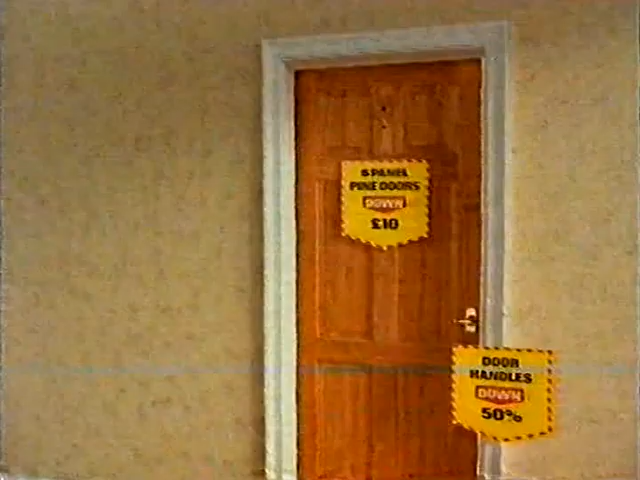 6 PANEL
PINE DOORS
DOWN
£10
DOOR
HANDLES
DOWN
50%